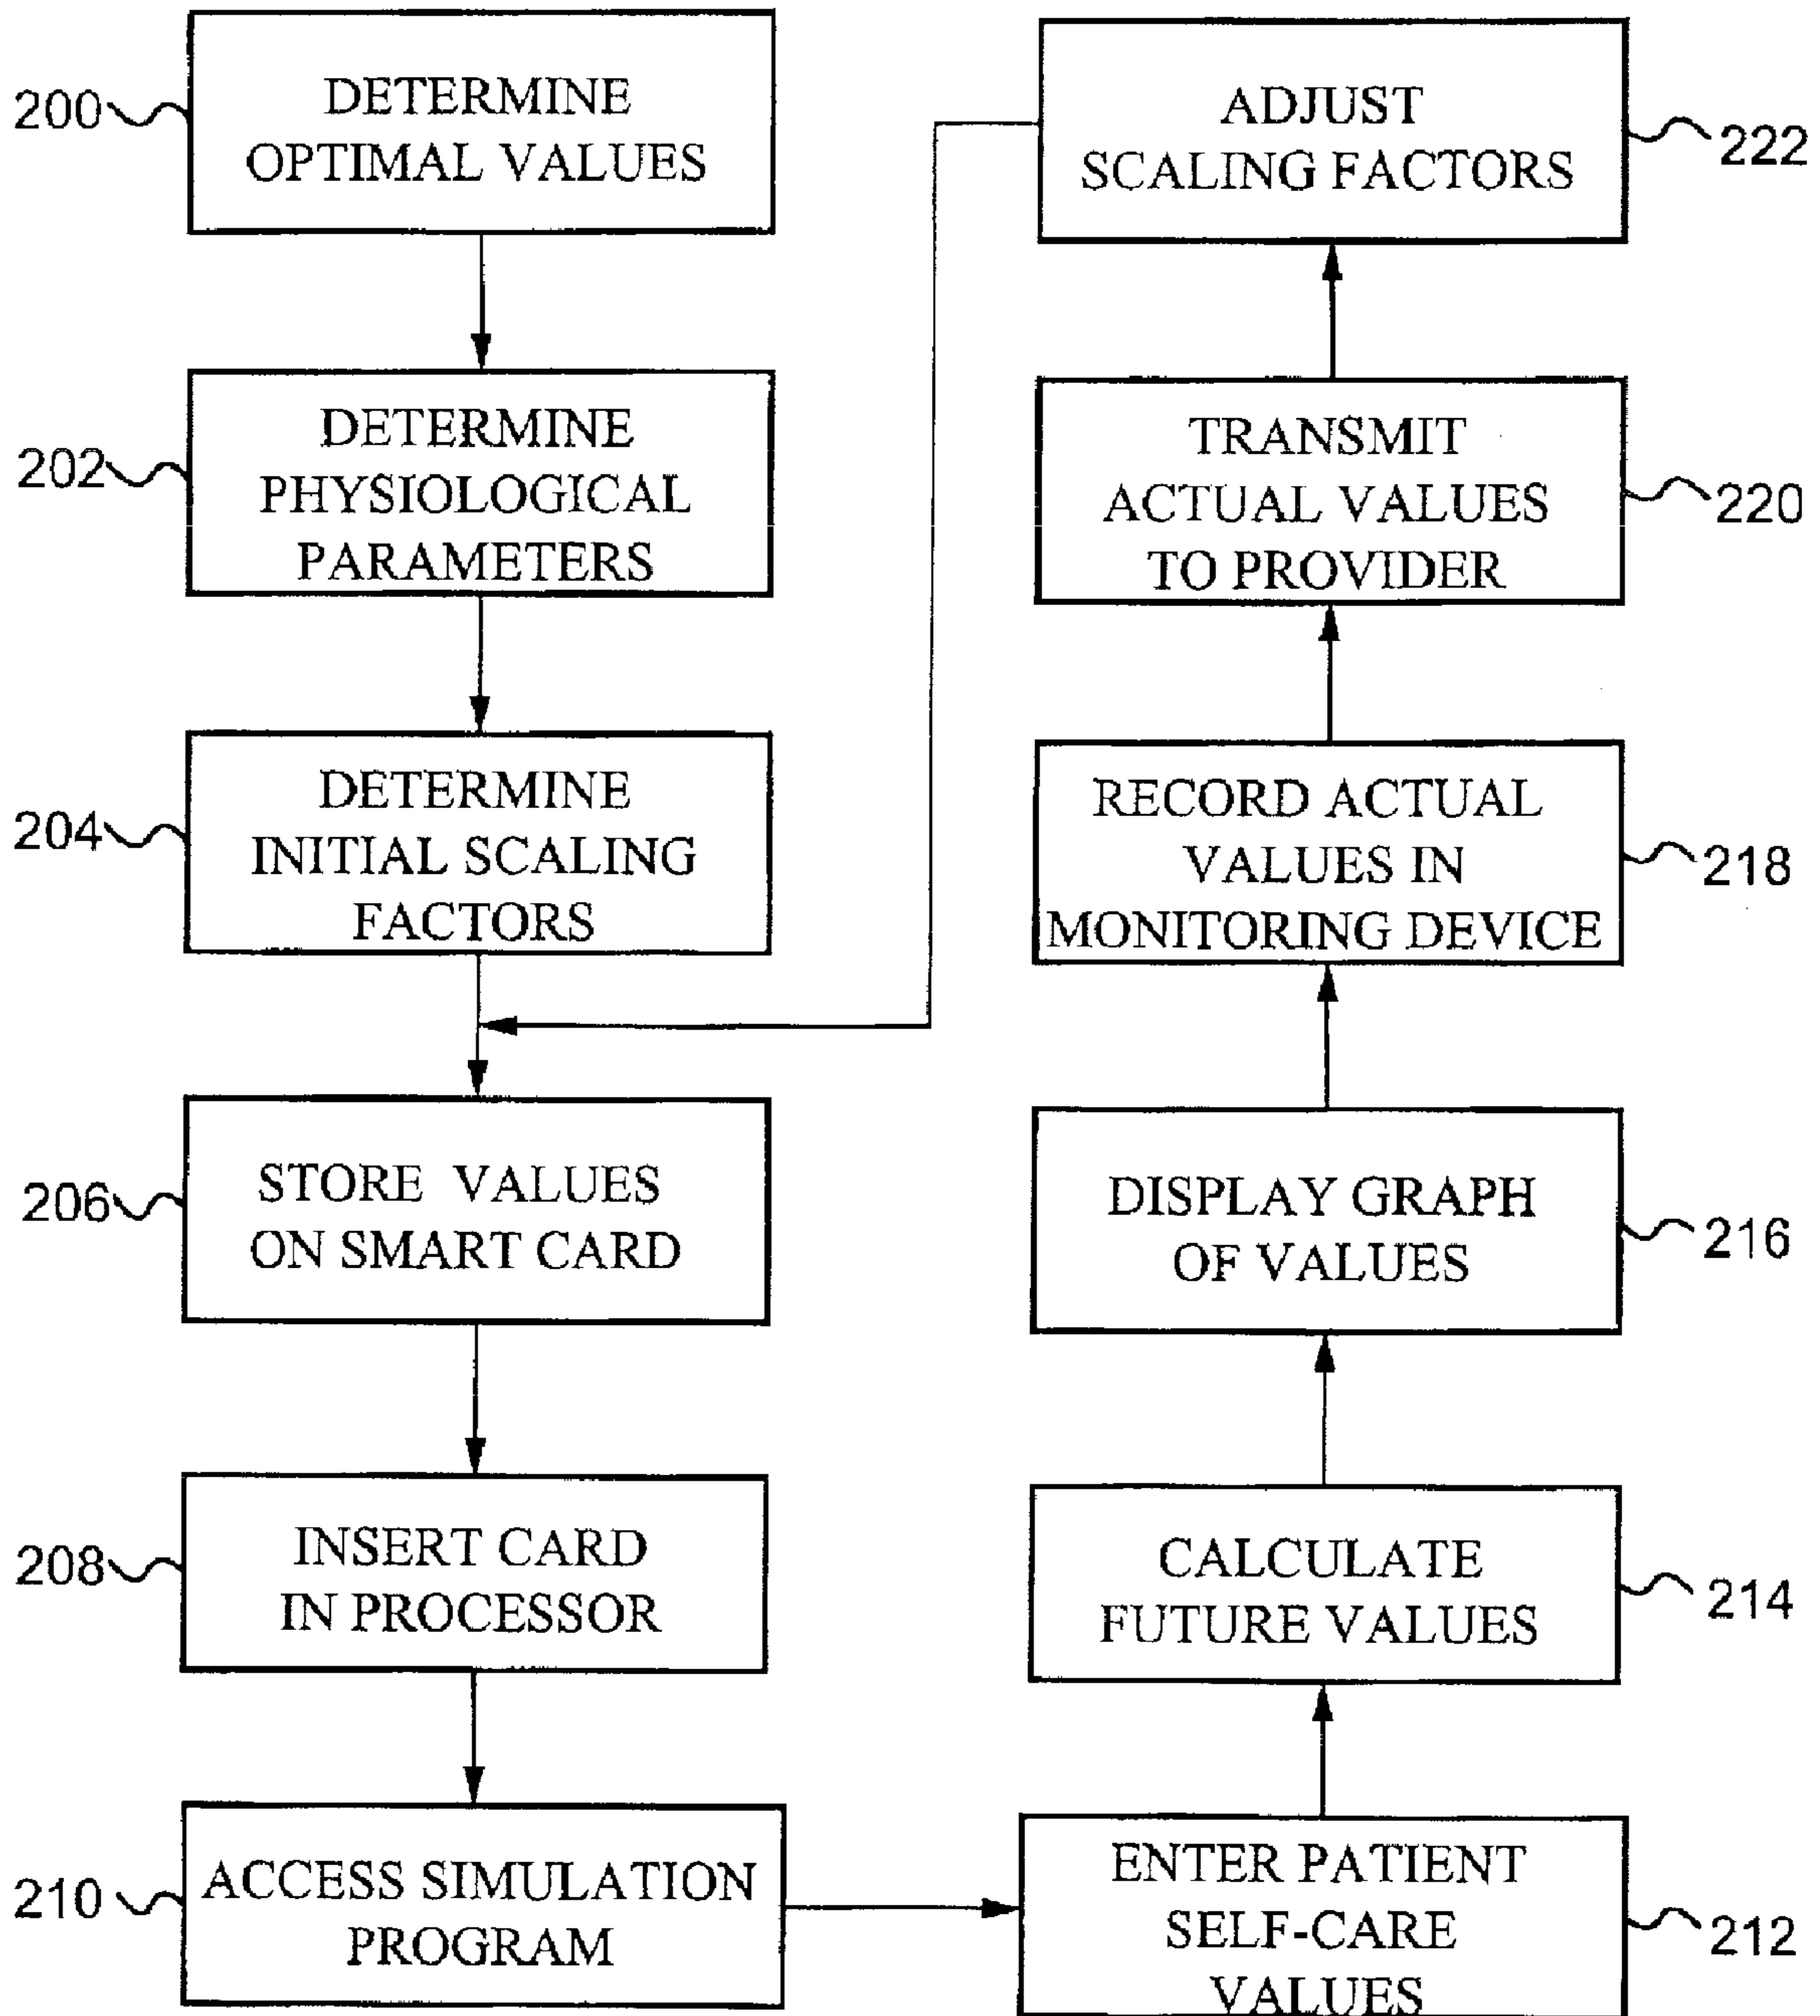 200
DETERMINE
OPTIMAL VALUES
202
DETERMINE
PHYSIOLOGICAL
PARAMETERS
204
DETERMINE
INITIAL SCALING
FACTORS
206
STORE VALUES
ON SMART CARD
208
INSERT CARD
IN PROCESSOR
210
ACCESS SIMULATION
PROGRAM
ENTER PATIENT
SELF-CARE
VALUES
212
CALCULATE
FUTURE VALUES
214
DISPLAY GRAPH
OF VALUES
216
RECORD ACTUAL
VALUES IN
MONITORING DEVICE
218
TRANSMIT
ACTUAL VALUES
TO PROVIDER
220
ADJUST
SCALING FACTORS
222